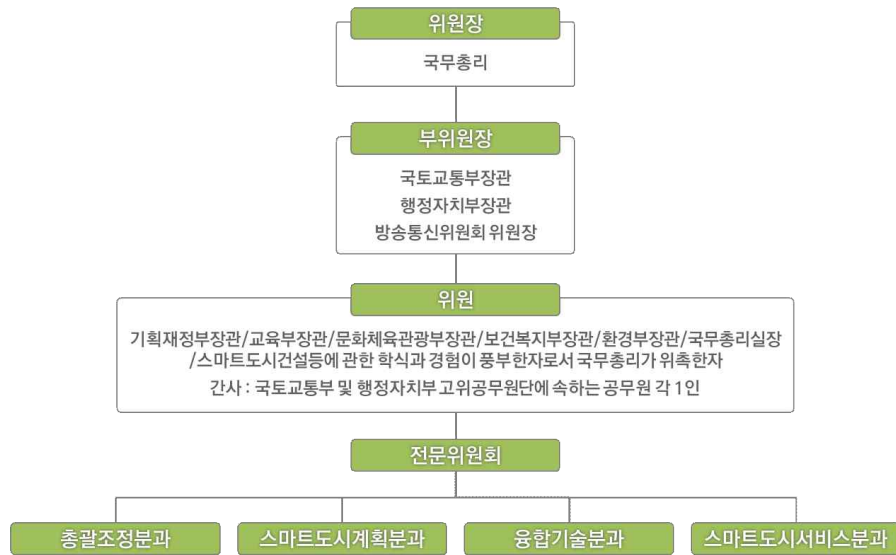 위원장
국무총리
부위원장
국토교통부장관
행정자치부장관
방송통신위원회 위원장
위원
기획재정부장관/교육부장관/문화체육관광부장관/보건복지부장관/환경부장관/국무총리실장
/스마트도시건설등에 관한 학식과 경험이 풍부한자로서 국무총리가 위촉한자
간사 : 국토교통부 및 행정자치부 고위공무원단에 속하는 공무원 각 1인
전문위원회
총괄조정분과
스마트도시계획분과
융합기술분과
스마트도시서비스분과